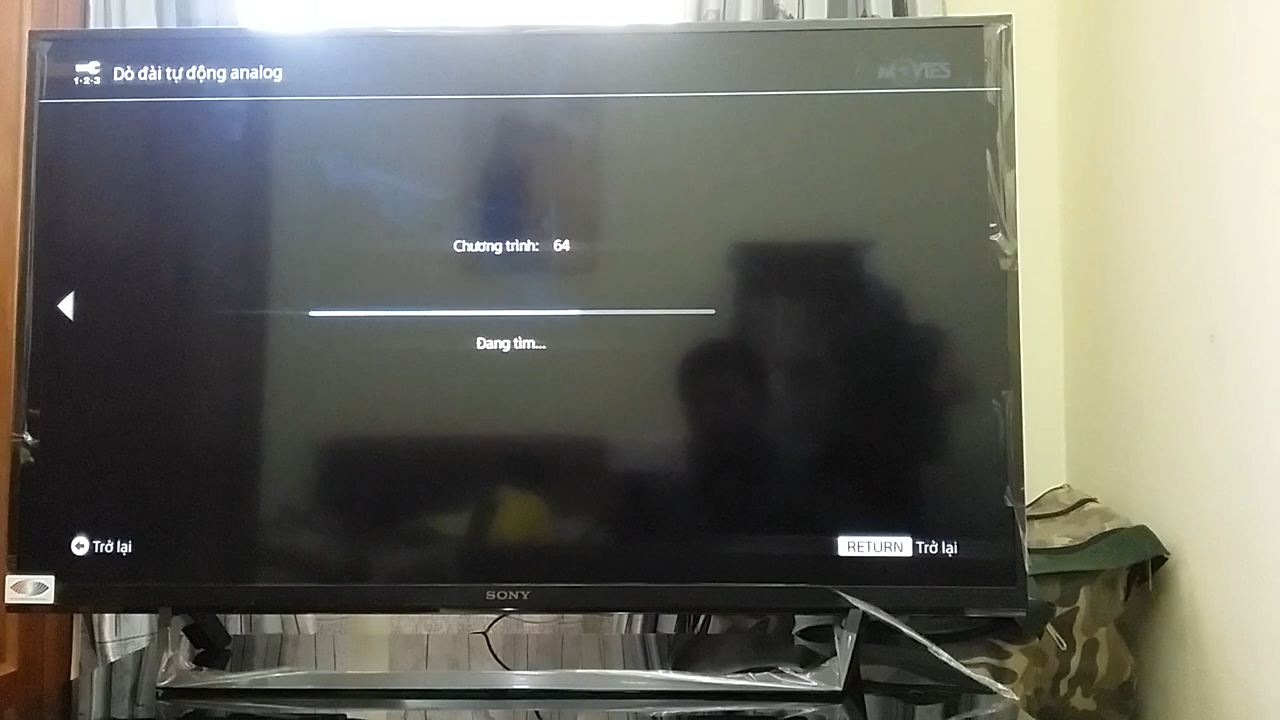 1-2-3 Dò đài tự động analog
MOVIES
Chương trình: 64
Đang tìm...
Trở lại
RETURN Trở lại
SONY